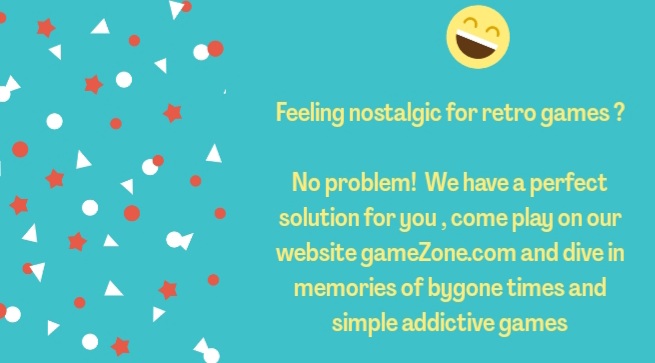 Feeling nostalgic for retro games ?
No problem! We have a perfect
solution for you , come play on our
website gameZone.com and dive in
memories of bygone times and
simple addictive games